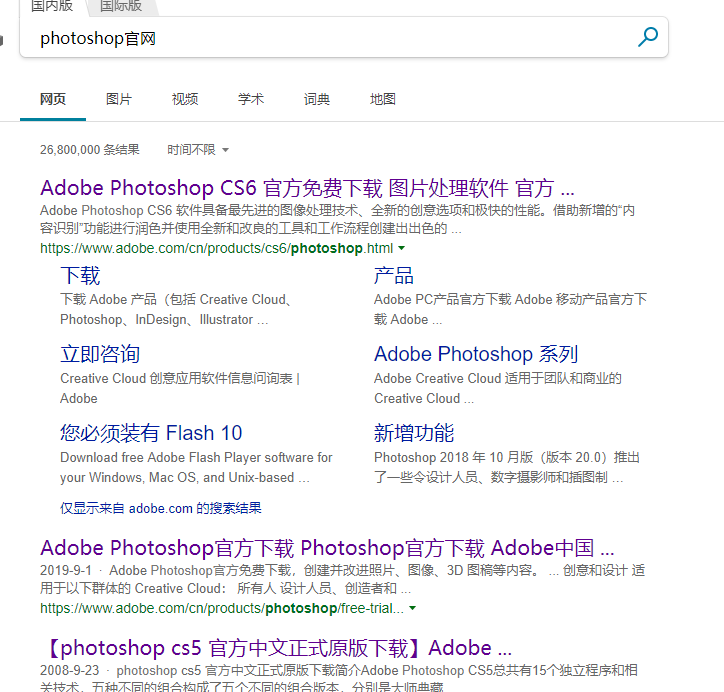 国内版 国际版
photoshop官网
网页 图片 视频 学术 词典 地图
26,800,000 条结果 时间不限
Adobe Photoshop CS6 官方免费下载 图片处理软件 官方 ...
Adobe Photoshop CS6 软件具备最先进的图像处理技术、全新的创意选项和极快的性能。借助新增的“内
容识别”功能进行润色并使用全新和改良的工具和工作流程创建出出色的 ...
https://www.adobe.com/cn/products/cs6/photoshop.html
下载
下载 Adobe 产品（包括 Creative Cloud、
Photoshop、InDesign、Illustrator ...
产品
Adobe PC产品官方下载 Adobe 移动产品官方下
载 Adobe ...
立即咨询
Creative Cloud 创意应用软件信息问询表 |
Adobe
Adobe Photoshop 系列
Adobe Creative Cloud 适用于团队和商业的
Creative Cloud ...
您必须装有 Flash 10
Download free Adobe Flash Player software for
your Windows, Mac OS, and Unix-based ...
新增功能
Photoshop 2018 年 10 月版（版本 20.0）推出
了一些令设计人员、数字摄影师和插图制 ...
仅显示来自 adobe.com 的搜索结果
Adobe Photoshop官方下载 Photoshop官方下载 Adobe中国 ...
2019-9-1 · Adobe Photoshop官方免费下载，创建并改进照片、图像、3D 图稿等内容。 ... 创意和设计 适
用于以下群体的 Creative Cloud： 所有人 设计人员、创造者和 ...
https://www.adobe.com/cn/products/photoshop/free-trial...
【photoshop cs5 官方中文正式原版下载】Adobe ...
2008-9-23 · photoshop cs5 官方中文正式原版下载简介Adobe Photoshop CS5总共有15个独立程序和相
关技术，五种不同的组合构成了五个不同的组合版本，分别是大师典藏